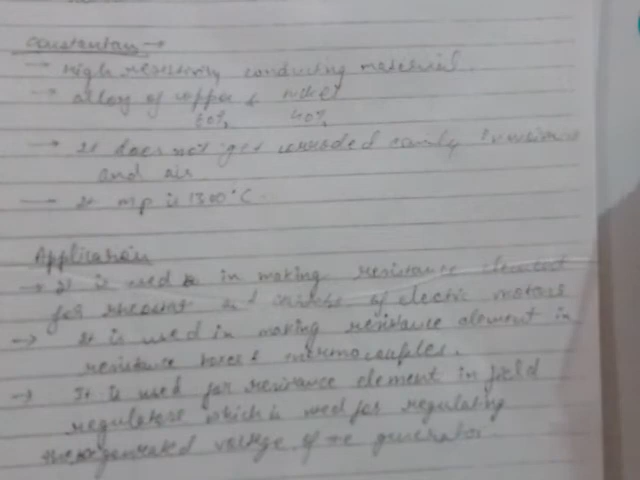 Constantan →
→ High resistivity conducting material.
→ alloy of copper & nickel
60% 40%
→ It does not get corroded easily by
and air
— It mp is 1300°C.
Application
→ It is used in making resistance element
for rheostat and of electric motors
→ It is used in making resistance element in
resistance boxes & thermocouples.
→ It is used for resistance element in field
regulators which is used for regulating
generated voltage of the generator.